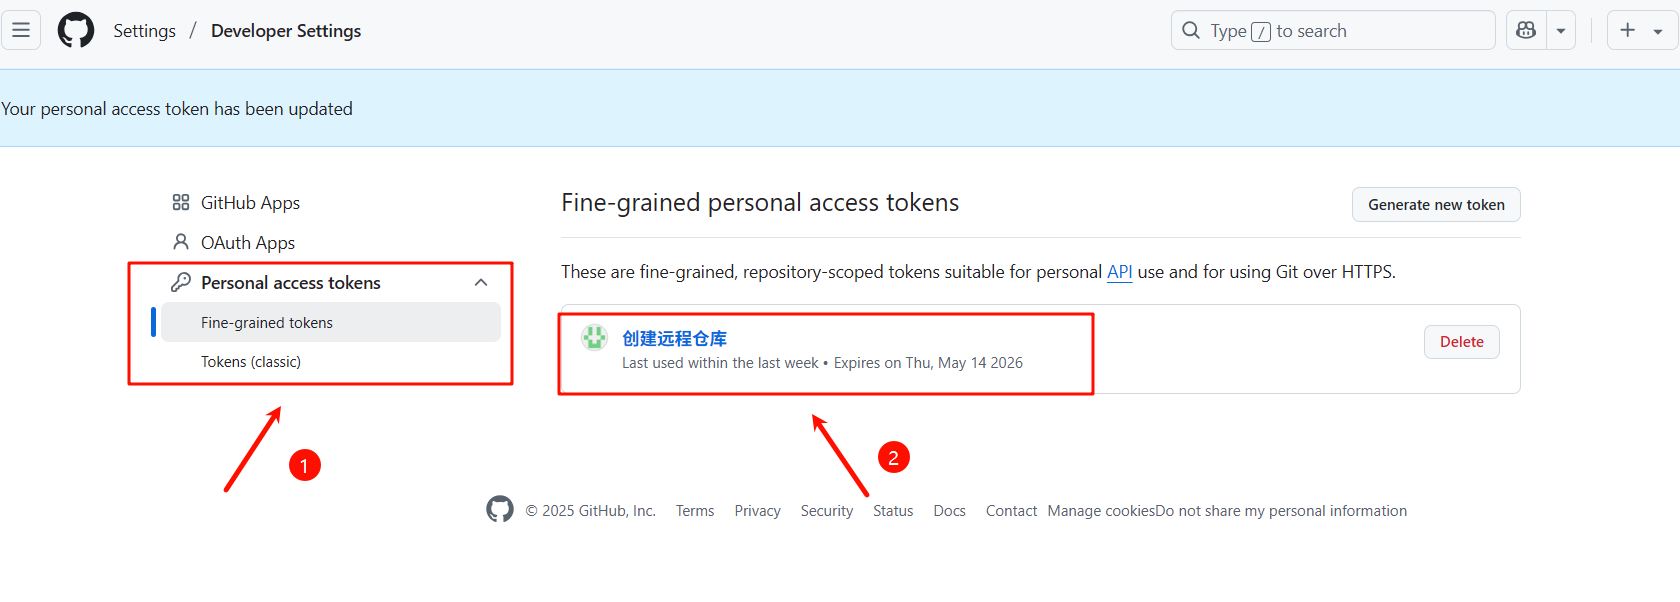 Settings / Developer Settings
Type / to search
Your personal access token has been updated
GitHub Apps
OAuth Apps
Personal access tokens
Fine-grained tokens
Tokens (classic)
1
Fine-grained personal access tokens
Generate new token
These are fine-grained, repository-scoped tokens suitable for personal API use and for using Git over HTTPS.
创建远程仓库
Last used within the last week • Expires on Thu, May 14 2026
Delete
2
© 2025 GitHub, Inc. Terms Privacy Security Status Docs Contact Manage cookiesDo not share my personal information